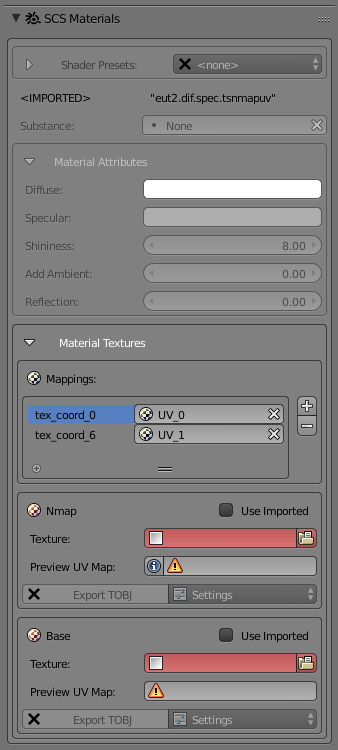 SCS Materials
Shader Presets: <none>
<IMPORTED> "eut2.dif.spec.tsnmapuv"
Substance: None
Material Attributes
Diffuse:
Specular:
Shininess: 8.00
Add Ambient: 0.00
Reflection: 0.00
Material Textures
Mappings:
tex_coord_0 UV_0
tex_coord_6 UV_1
Nmap Use Imported
Texture:
Preview UV Map:
Export TOBJ Settings
Base Use Imported
Texture:
Preview UV Map:
Export TOBJ Settings